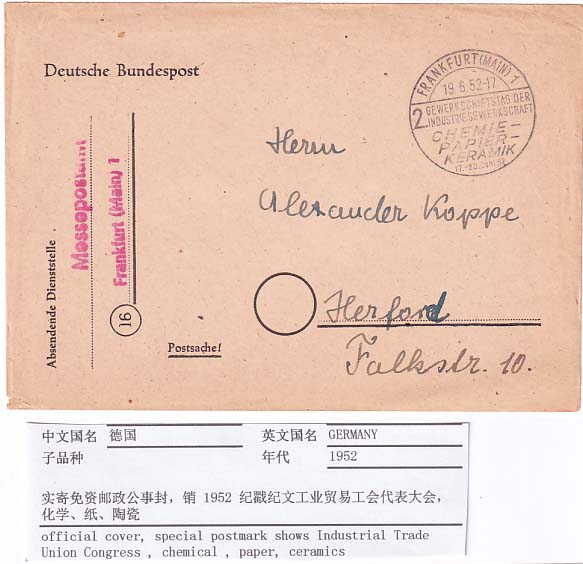 Deutsche Bundespost
FRANKFURT (MAIN) 1
19.6.52-17
2. GEWERKSCHAFTSTAG DER
INDUSTRIEGEWERKSCHAFT
CHEMIE-
PAPIER-
KERAMIK
17.-20. JUNI 52
Absendende Dienststelle
Messepostamt
Frankfurt (Main) 1
16
Herrn
Alexander Koppe
Herford
Falkstr. 10.
Postsache!
中文国名 德国 英文国名 GERMANY
子品种 年代 1952
实寄免资邮政公事封，销 1952 纪戳纪文工业贸易工会代表大会，
化学、纸、陶瓷
official cover, special postmark shows Industrial Trade
Union Congress , chemical , paper, ceramics